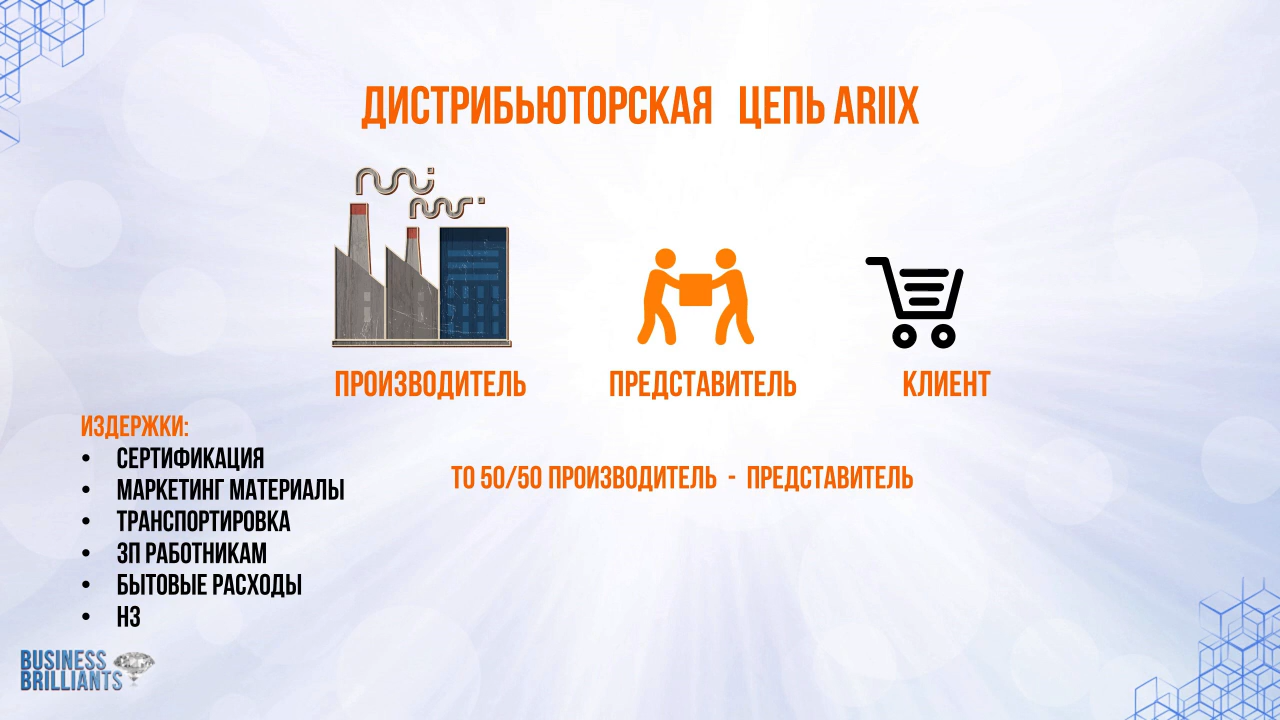 ДИСТРИБЬЮТОРСКАЯ ЦЕПЬ ARIIX
ПРОИЗВОДИТЕЛЬ
ПРЕДСТАВИТЕЛЬ
КЛИЕНТ
ИЗДЕРЖКИ:
• СЕРТИФИКАЦИЯ
• МАРКЕТИНГ МАТЕРИАЛЫ
• ТРАНСПОРТИРОВКА
• ЗП РАБОТНИКАМ
• БЫТОВЫЕ РАСХОДЫ
• НЗ
ТО 50/50 ПРОИЗВОДИТЕЛЬ - ПРЕДСТАВИТЕЛЬ
BUSINESS
BRILLIANTS